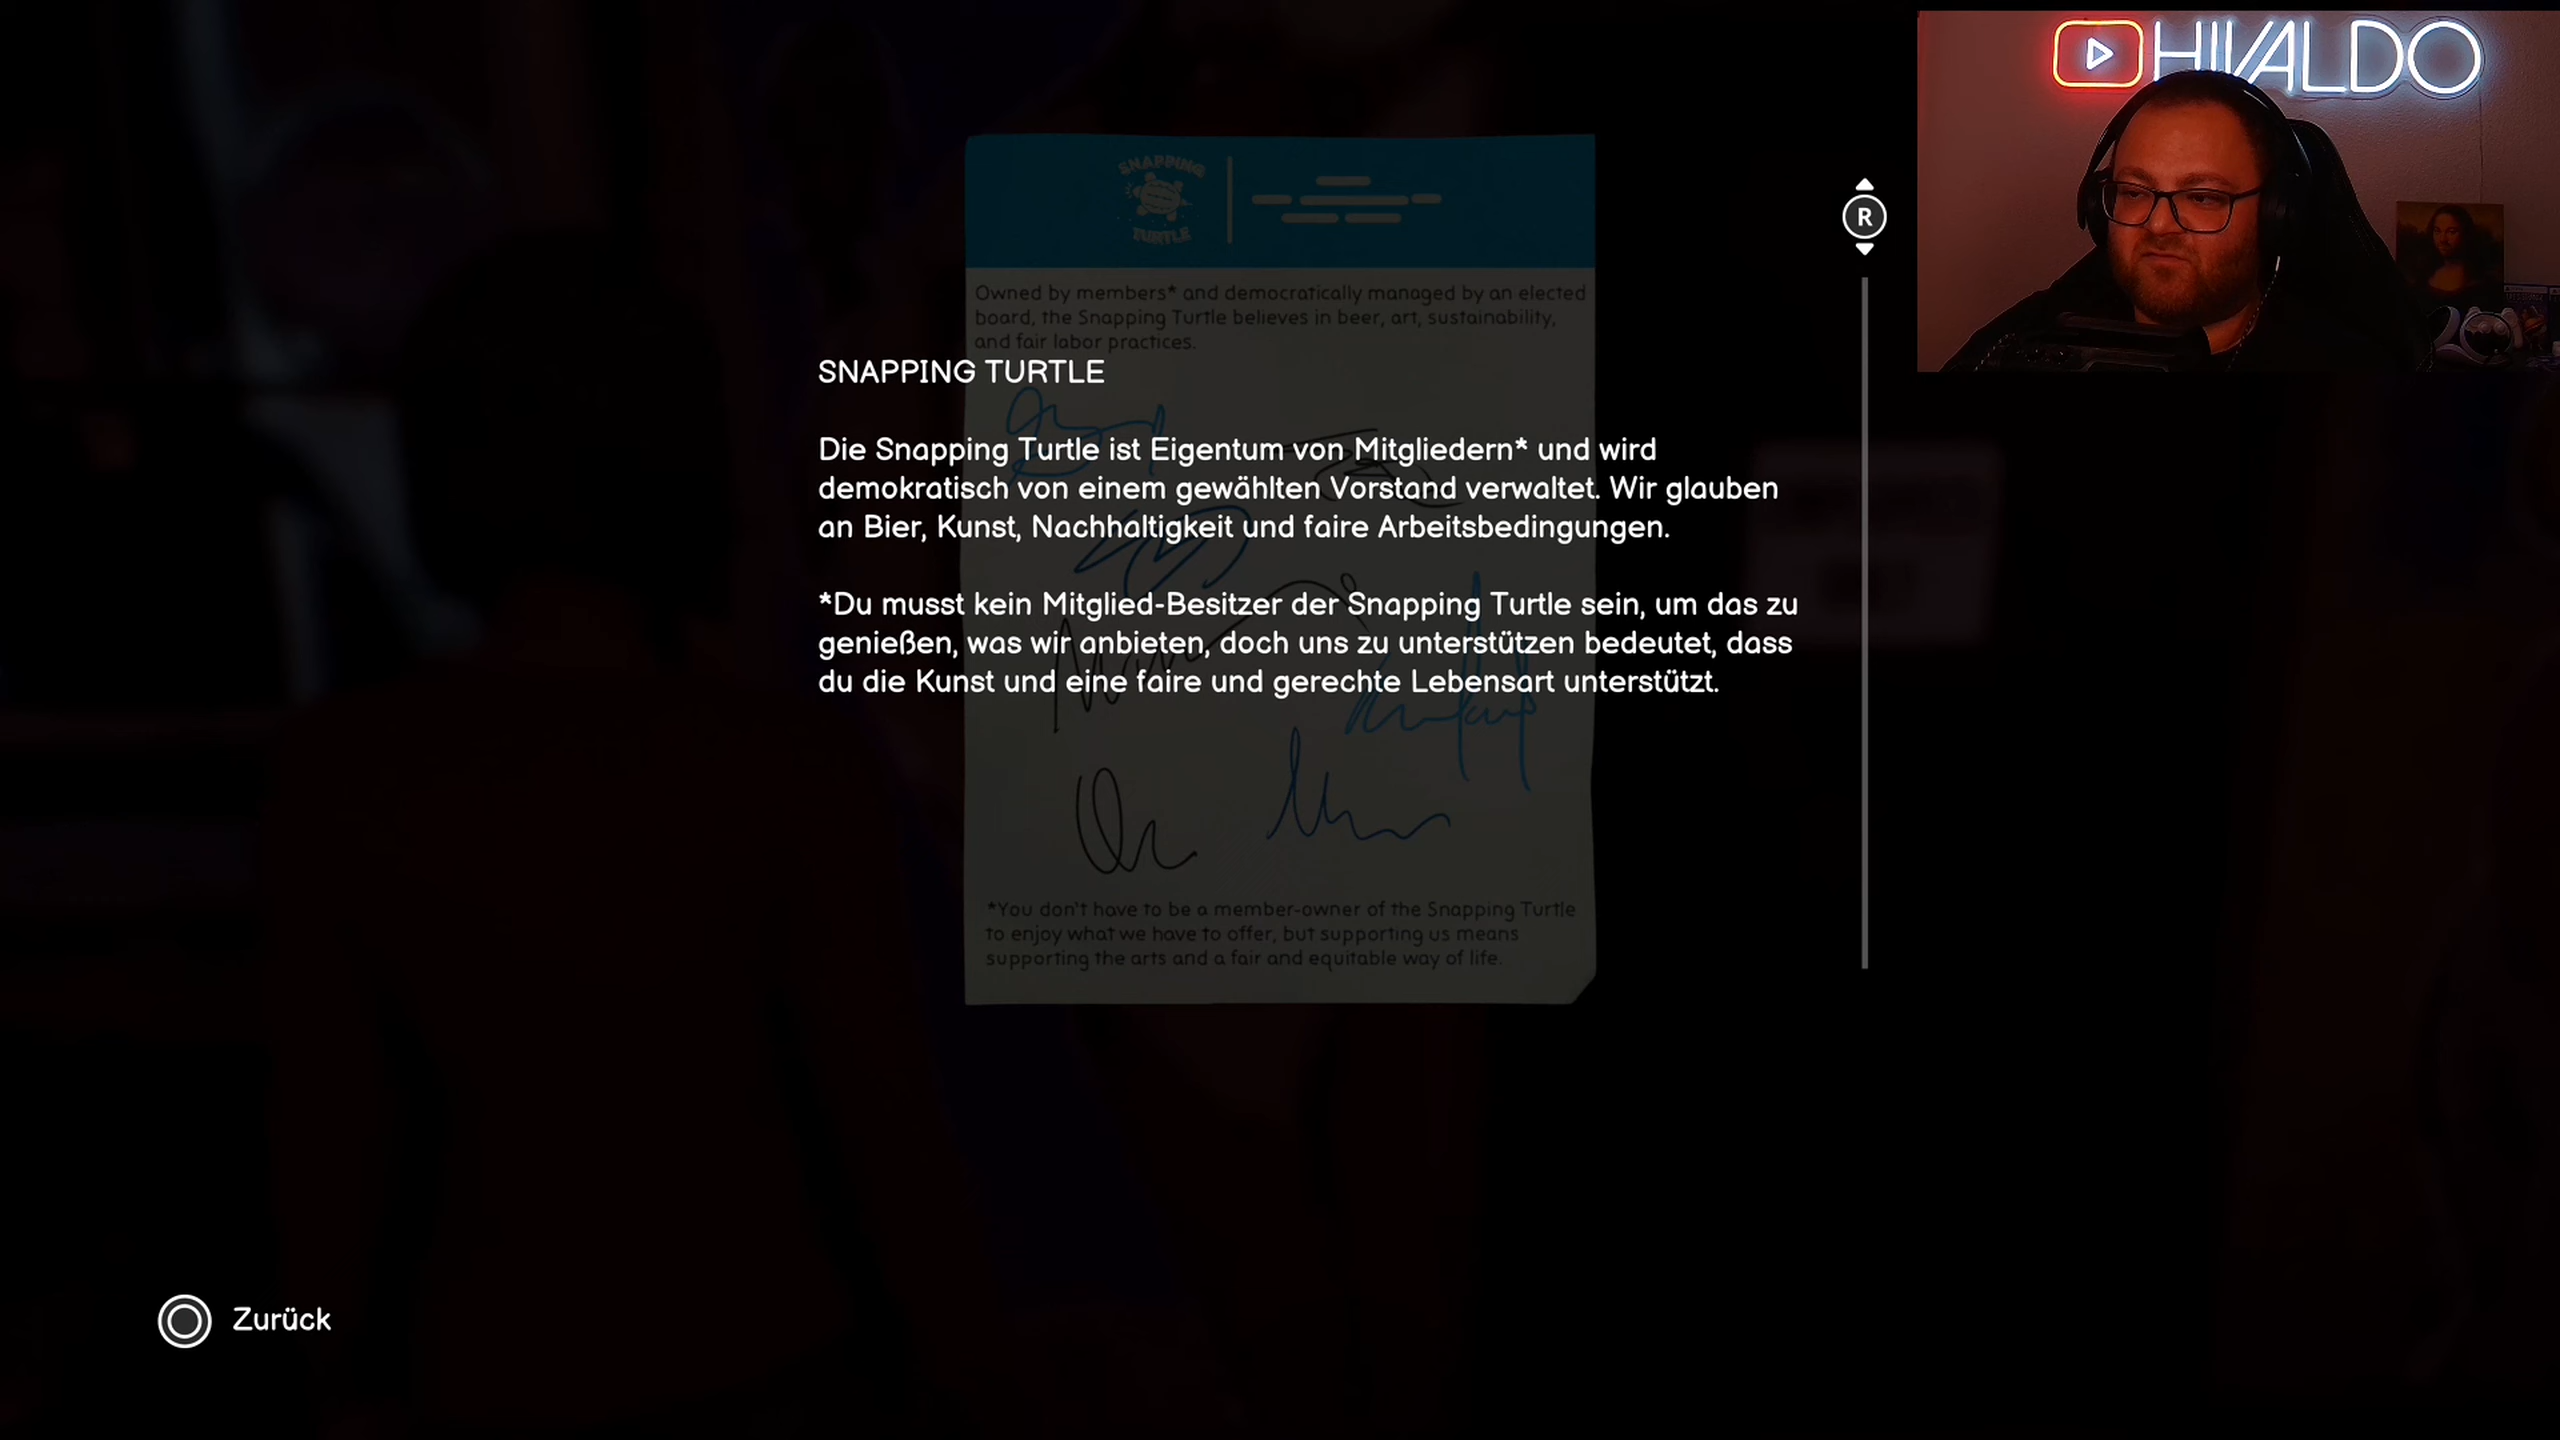 HIVALDO
SNAPPING
TURTLE
R
Owned by members* and democratically managed by an elected
board, the Snapping Turtle believes in beer, art, sustainability,
and fair labor practices.
SNAPPING TURTLE
Die Snapping Turtle ist Eigentum von Mitgliedern* und wird
demokratisch von einem gewählten Vorstand verwaltet. Wir glauben
an Bier, Kunst, Nachhaltigkeit und faire Arbeitsbedingungen.
*Du musst kein Mitglied-Besitzer der Snapping Turtle sein, um das zu
genießen, was wir anbieten, doch uns zu unterstützen bedeutet, dass
du die Kunst und eine faire und gerechte Lebensart unterstützt.
*You don't have to be a member-owner of the Snapping Turtle
to enjoy what we have to offer, but supporting us means
supporting the arts and a fair and equitable way of life.
Zurück